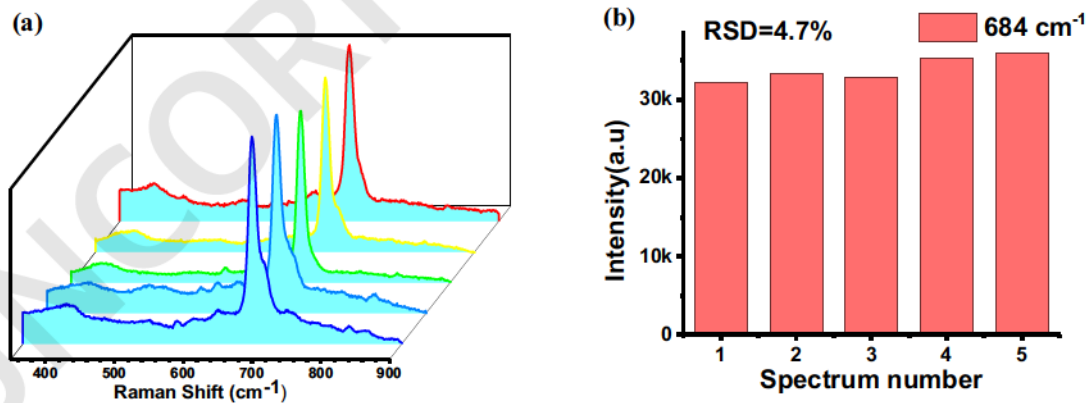 (a)
400 500 600 700 800 900
Raman Shift (cm-1)
(b)
RSD=4.7%
684 cm-1
30k
20k
10k
0
Intensity(a.u)
1 2 3 4 5
Spectrum number